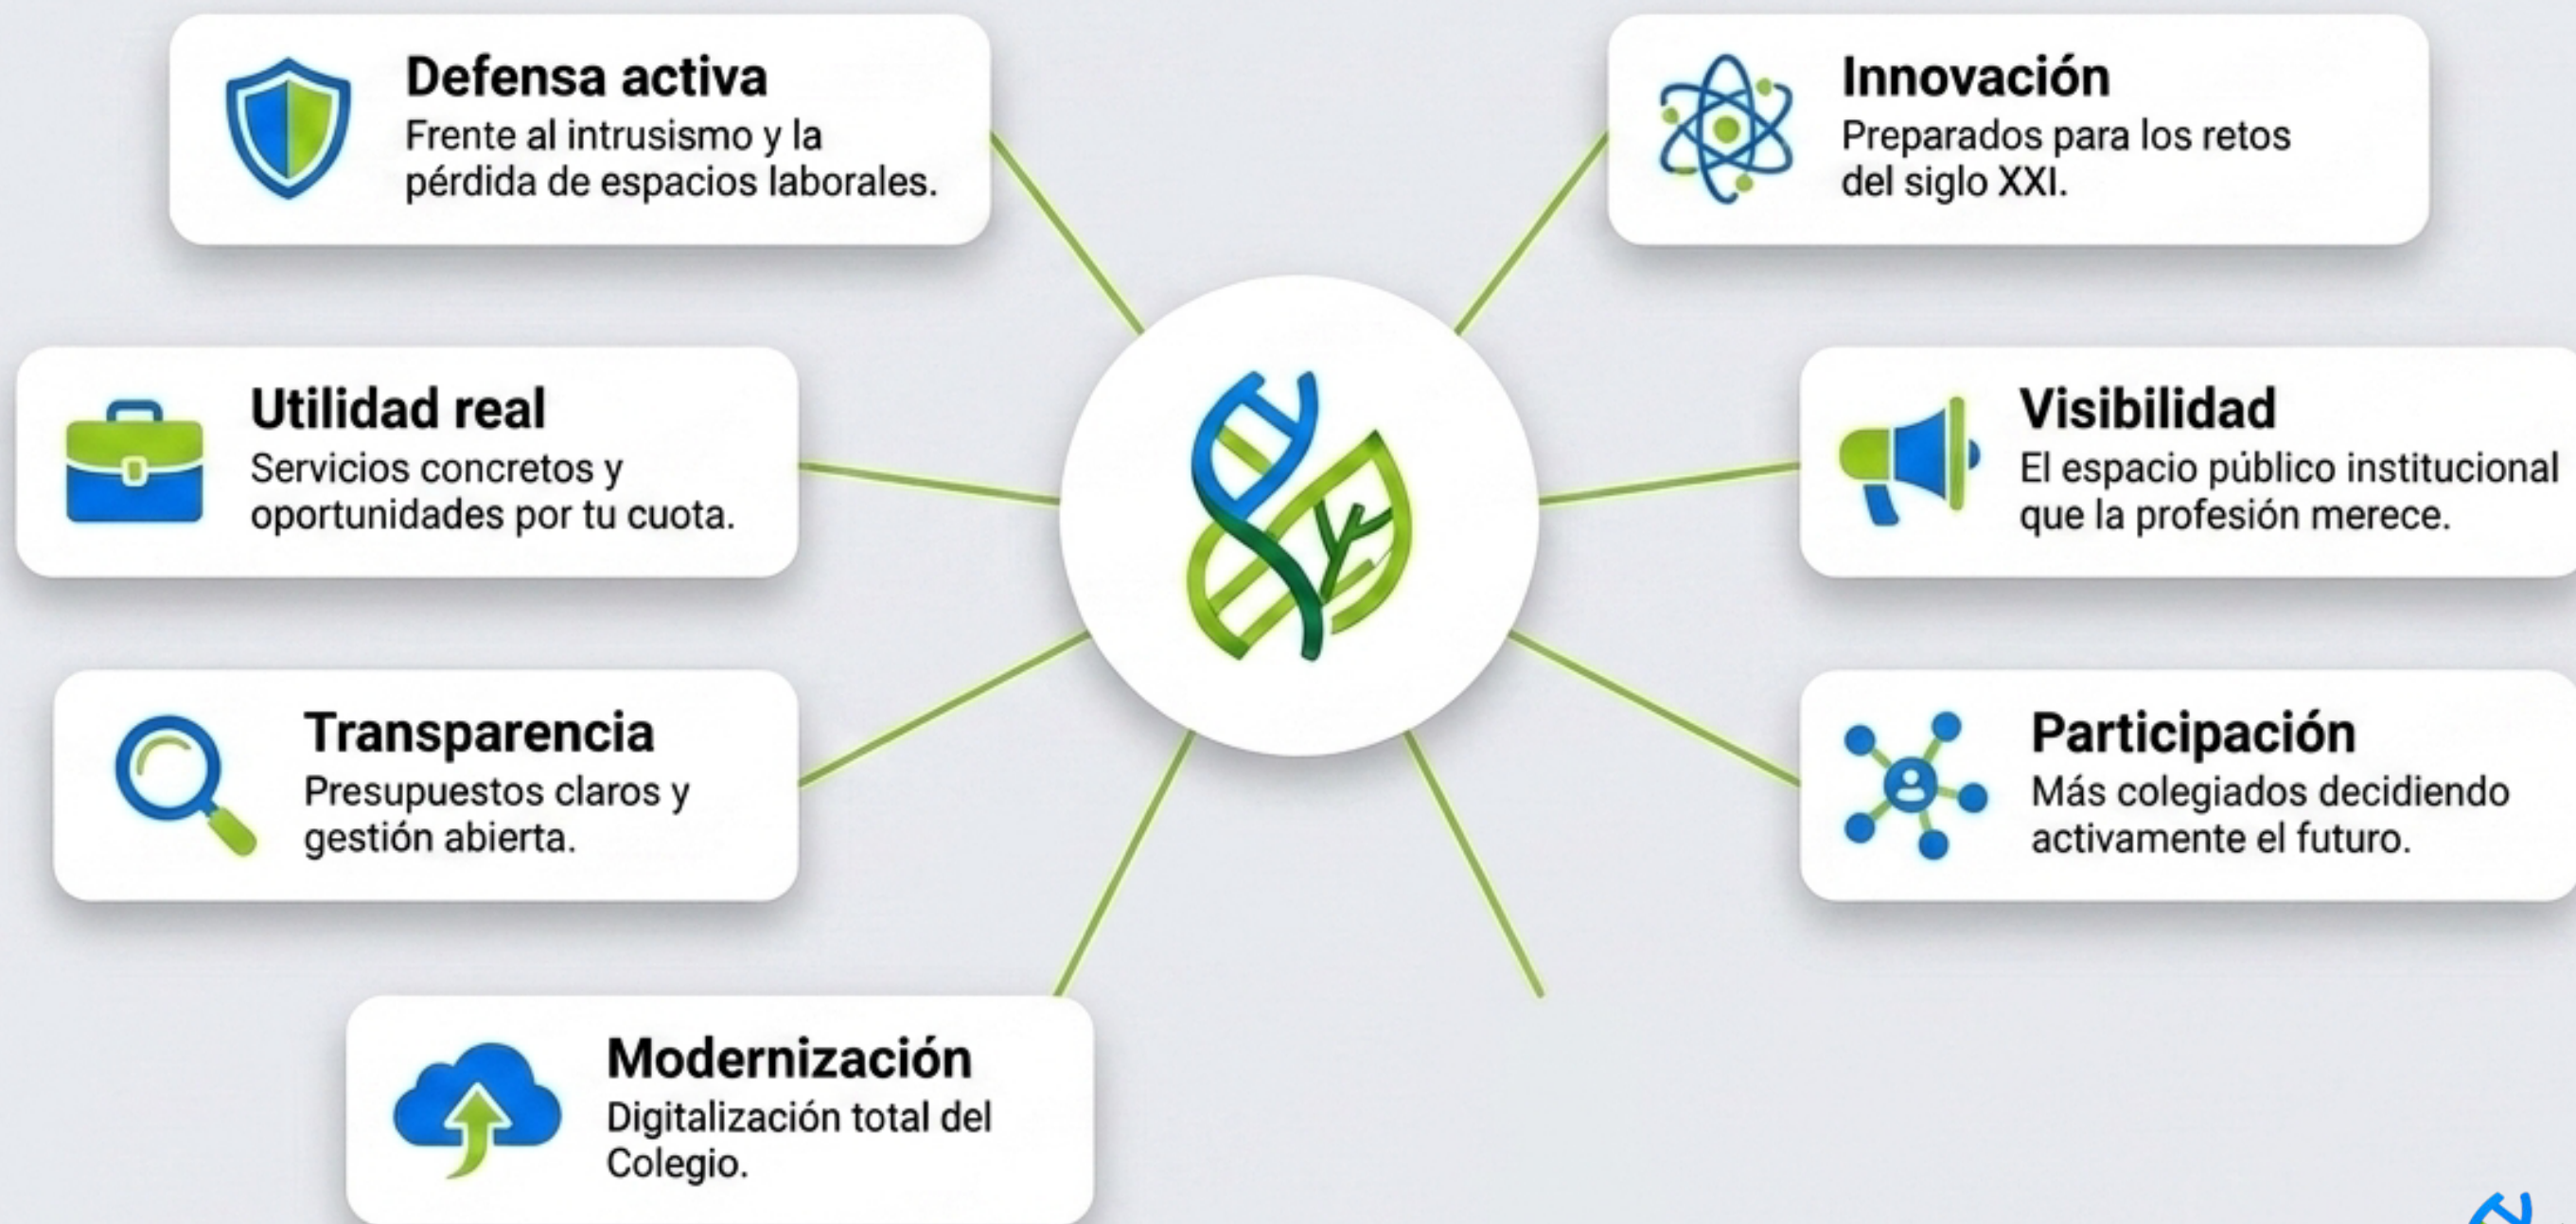 Defensa activa
Frente al intrusismo y la
pérdida de espacios laborales.
Innovación
Preparados para los retos
del siglo XXI.
Utilidad real
Servicios concretos y
oportunidades por tu cuota.
Visibilidad
El espacio público institucional
que la profesión merece.
Transparencia
Presupuestos claros y
gestión abierta.
Participación
Más colegiados decidiendo
activamente el futuro.
Modernización
Digitalización total del
Colegio.